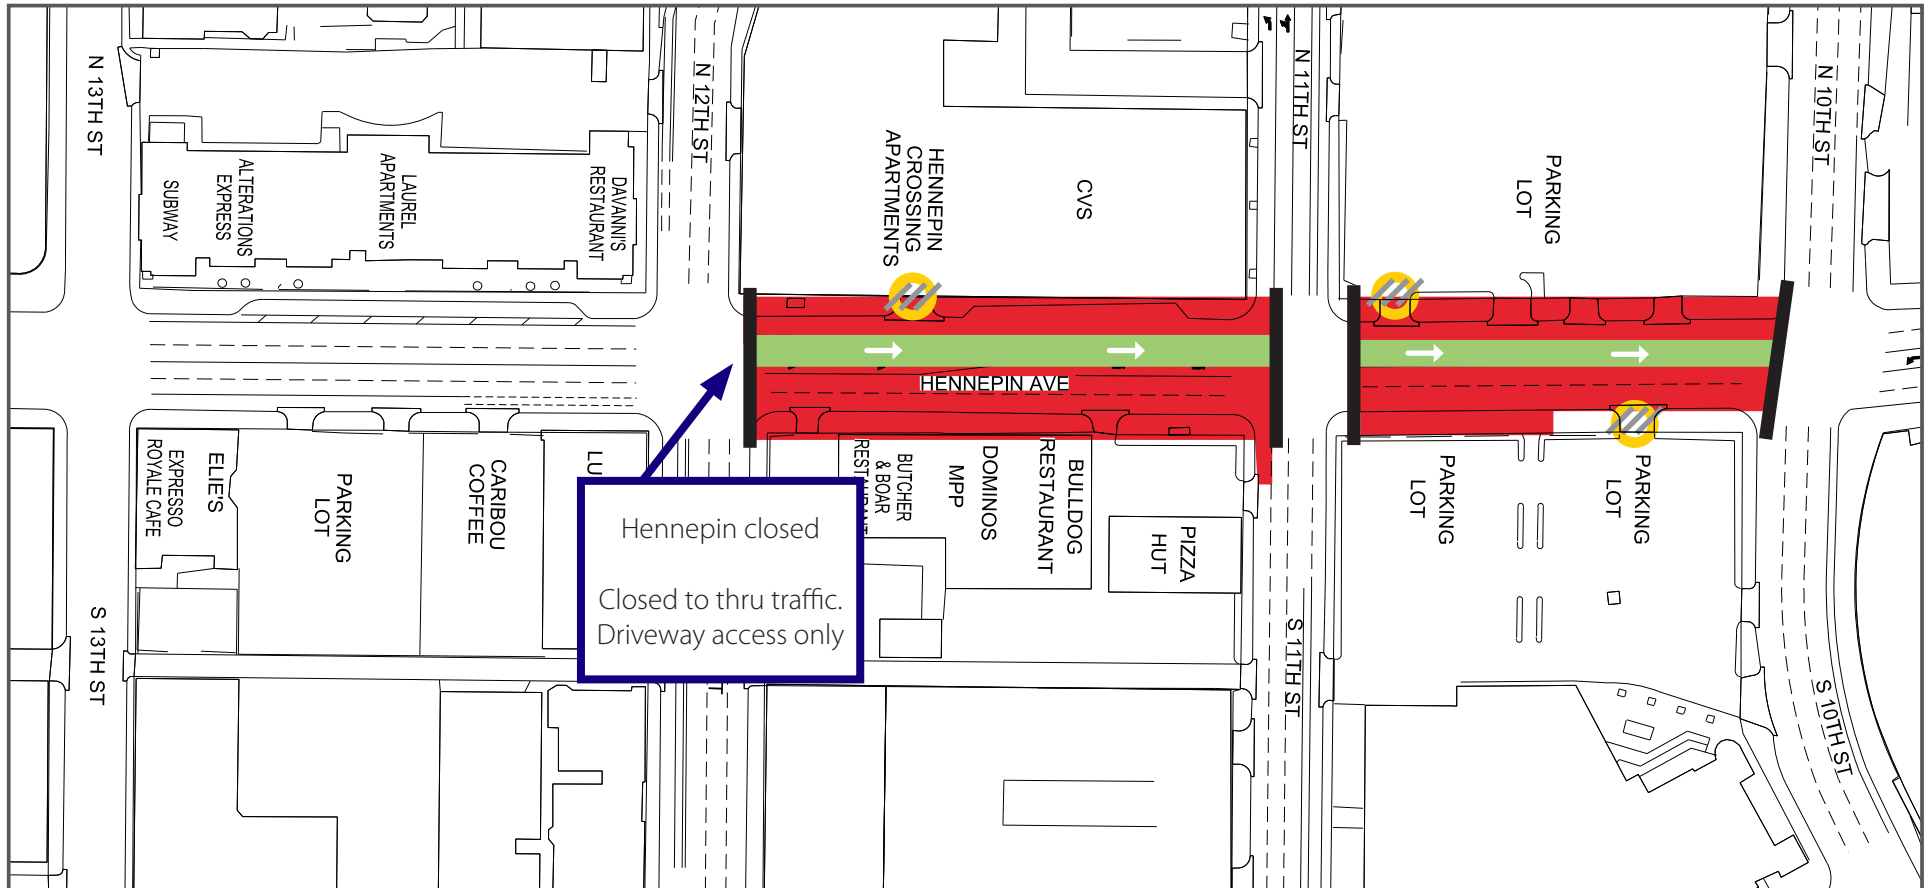 N 13TH ST
N 12TH ST
N 11TH ST
N 10TH ST
SUBWAY
ALTERATIONS
EXPRESS
LAUREL
APARTMENTS
DAVANNI'S
RESTAURANT
HENNEPIN
CROSSING
APARTMENTS
CVS
PARKING
LOT
HENNEPIN AVE
EXPRESSO
ROYALE CAFE
ELIE'S
PARKING
LOT
CARIBOU
COFFEE
LU
Hennepin closed
Closed to thru traffic.
Driveway access only
BUTCHER
& BOAR
RESTAURANT
MPP
DOMINOS
BULLDOG
RESTAURANT
PIZZA
HUT
PARKING
LOT
PARKING
LOT
S 13TH ST
T
S 11TH ST
S 10TH ST